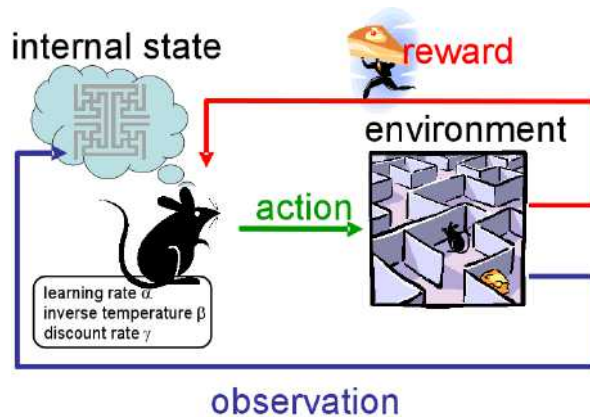 internal state
reward
environment
action
learning rate α
inverse temperature β
discount rate γ
observation